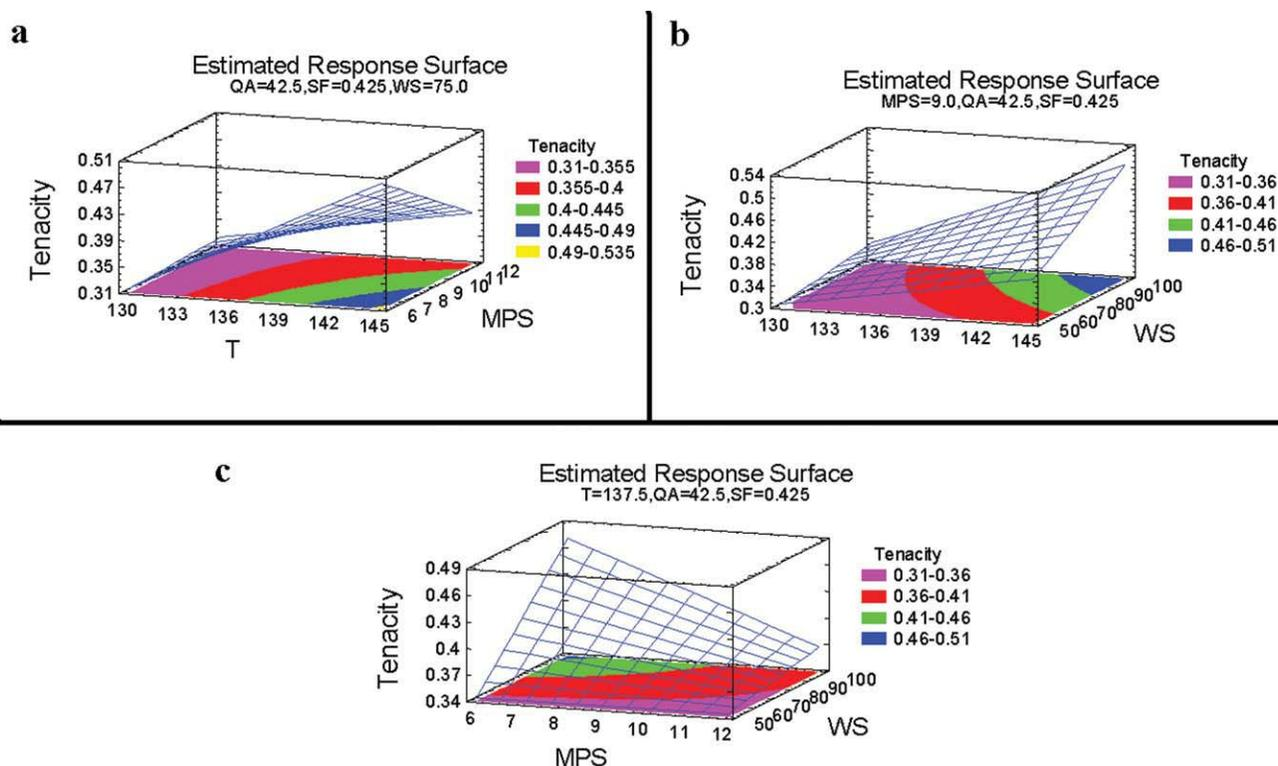 a
Estimated Response Surface
QA=42.5,SF=0.425,WS=75.0
Tenacity
0.51
0.47
0.43
0.39
0.35
0.31
130 133 136 139 142 145
T
6 7 8 9 10 11 12
MPS
Tenacity
0.31-0.355
0.355-0.4
0.4-0.445
0.445-0.49
0.49-0.535
b
Estimated Response Surface
MPS=9.0,QA=42.5,SF=0.425
Tenacity
0.54
0.5
0.46
0.42
0.38
0.34
0.3
130 133 136 139 142 145
50 60 70 80 90 100
WS
Tenacity
0.31-0.36
0.36-0.41
0.41-0.46
0.46-0.51
c
Estimated Response Surface
T=137.5,QA=42.5,SF=0.425
Tenacity
0.49
0.46
0.43
0.4
0.37
0.34
6 7 8 9 10 11 12
MPS
50 60 70 80 90 100
WS
Tenacity
0.31-0.36
0.36-0.41
0.41-0.46
0.46-0.51